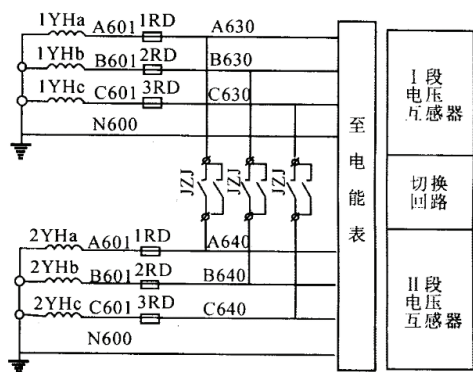 1YHa A601 1RD A630
1YHb B601 2RD B630
1YHc C601 3RD C630
N600
JZJ JZJ JZJ
2YHa A601 1RD A640
2YHb B601 2RD B640
2YHc C601 3RD C640
N600
至电能表
I段
电压
互感器
切换
回路
II段
电压
互感器